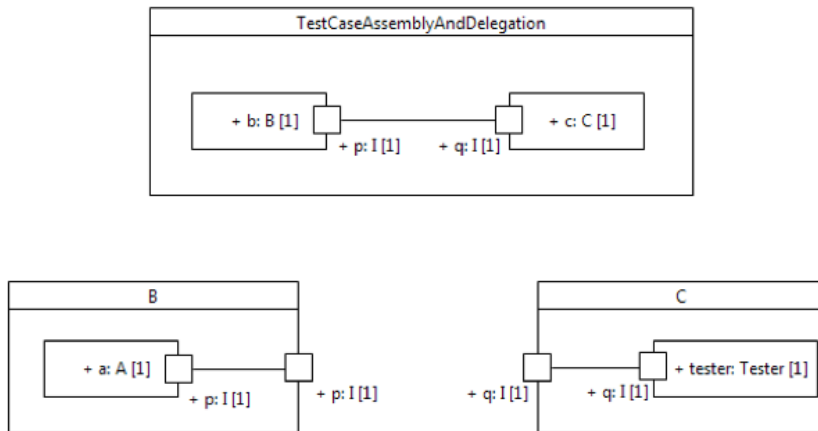 TestCaseAssemblyAndDelegation
+ b: B [1]
+ c: C [1]
+ p: I [1]
+ q: I [1]
B
C
+ a: A [1]
+ tester: Tester [1]
+ p: I [1]
+ p: I [1]
+ q: I [1]
+ q: I [1]